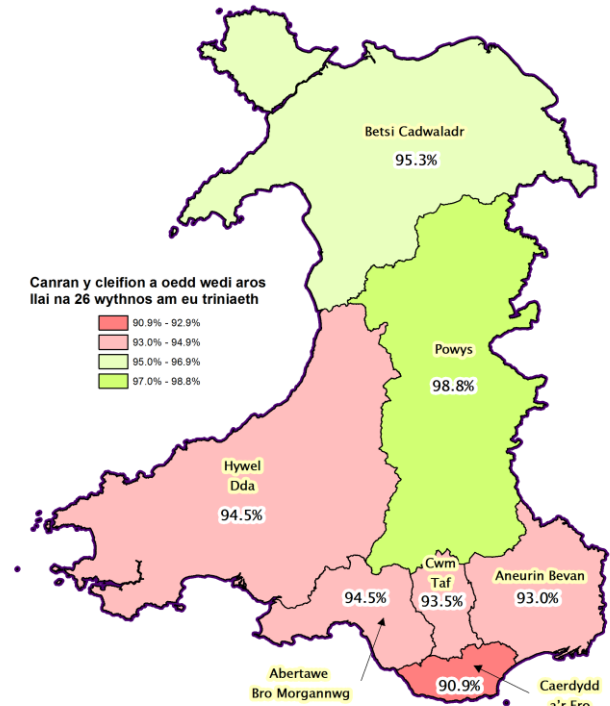 Betsi Cadwaladr
95.3%
Canran y cleifion a oedd wedi aros
llai na 26 wythnos am eu triniaeth
90.9% - 92.9%
93.0% - 94.9%
95.0% - 96.9%
97.0% - 98.8%
Powys
98.8%
Hywel
Dda
94.5%
Cwm
Taf
93.5%
Aneurin Bevan
93.0%
94.5%
Abertawe
Bro Morgannwg
90.9%
Caerdydd
a'r Fro